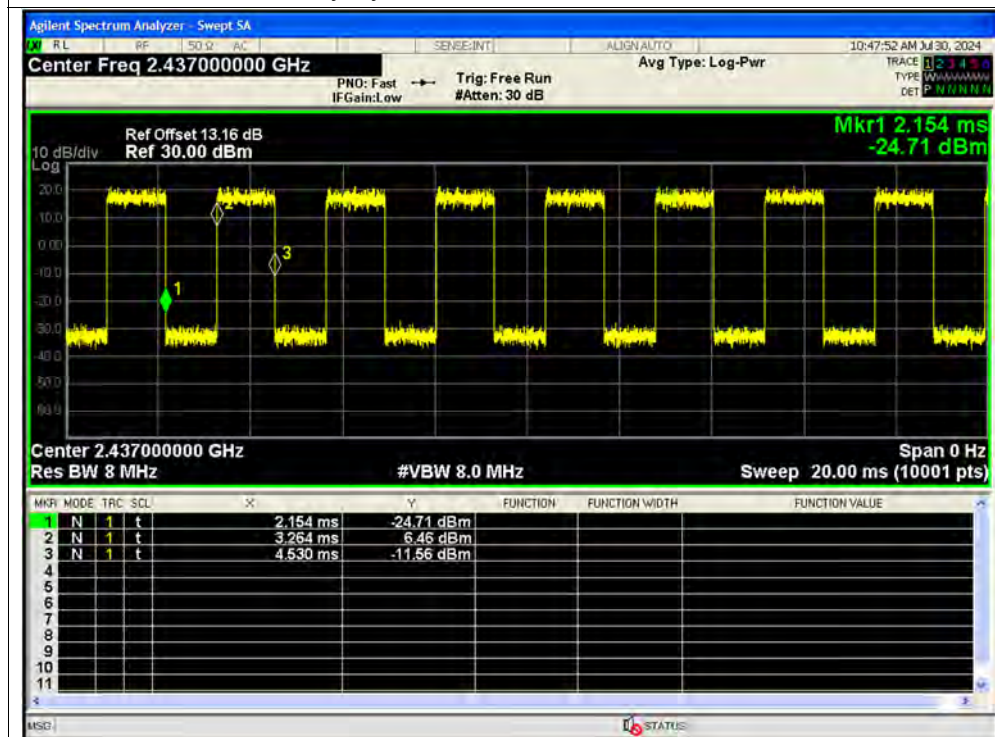 Agilent Spectrum Analyzer - Swept SA
RL RF 50 Ω AC SENSE:INT ALIGN AUTO 10:47:52 AM Jul 30, 2024
Center Freq 2.437000000 GHz Avg Type: Log-Pwr TRACE 1 2 3 4 5 6
PNO: Fast Trig: Free Run TYPE W
IFGain:Low #Atten: 30 dB DET P N N N N N
Mkr1 2.154 ms
-24.71 dBm
Ref Offset 13.16 dB
10 dB/div Ref 30.00 dBm
Log
20.0
10.0
0.00
-10.0
-20.0
-30.0
-40.0
-50.0
-60.0
1
2
3
Center 2.437000000 GHz Span 0 Hz
Res BW 8 MHz #VBW 8.0 MHz Sweep 20.00 ms (10001 pts)
MKR MODE TRC SCL X Y FUNCTION FUNCTION WIDTH FUNCTION VALUE
1 N 1 t 2.154 ms -24.71 dBm
2 N 1 t 3.264 ms 6.46 dBm
3 N 1 t 4.530 ms -11.56 dBm
4
5
6
7
8
9
10
11
MSG STATUS